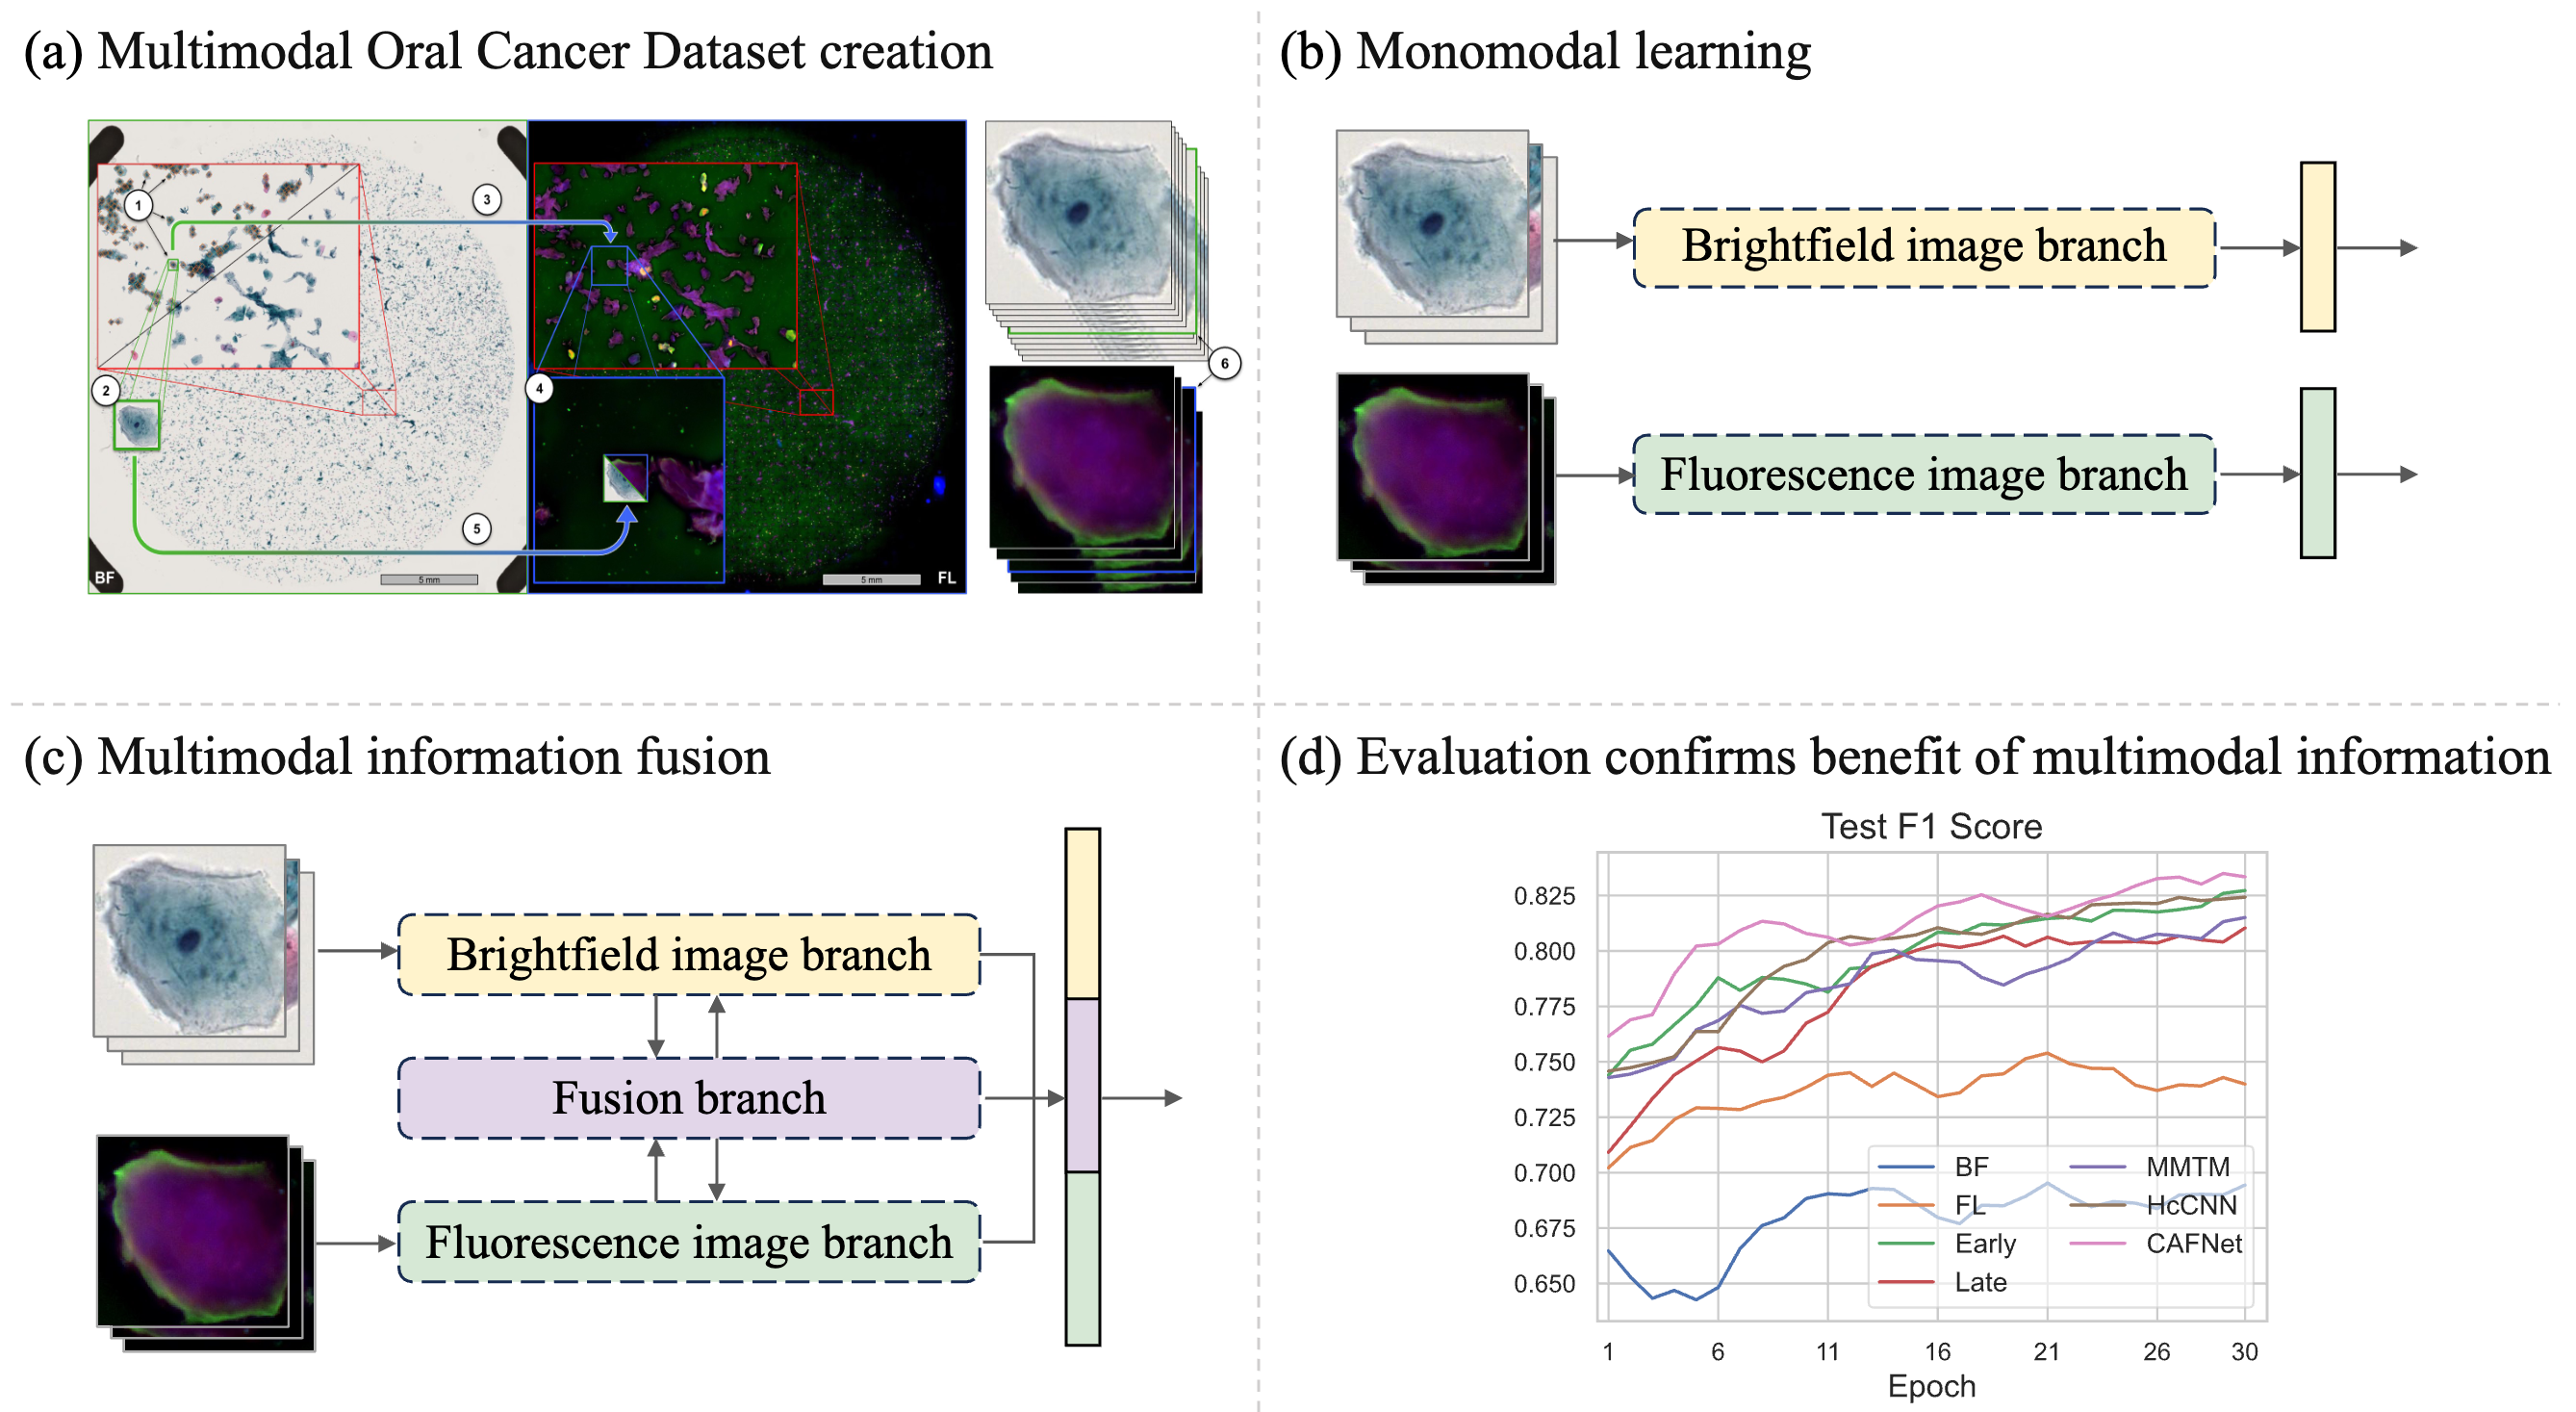 (a) Multimodal Oral Cancer Dataset creation
1
2
3
4
5
6
BF
5 mm
5 mm
FL
(b) Monomodal learning
Brightfield image branch
Fluorescence image branch
(c) Multimodal information fusion
Brightfield image branch
Fusion branch
Fluorescence image branch
(d) Evaluation confirms benefit of multimodal information
Test F1 Score
0.825
0.800
0.775
0.750
0.725
0.700
0.675
0.650
BF
FL
Early
Late
MMTM
HcCNN
CAFNet
1 6 11 16 21 26 30
Epoch